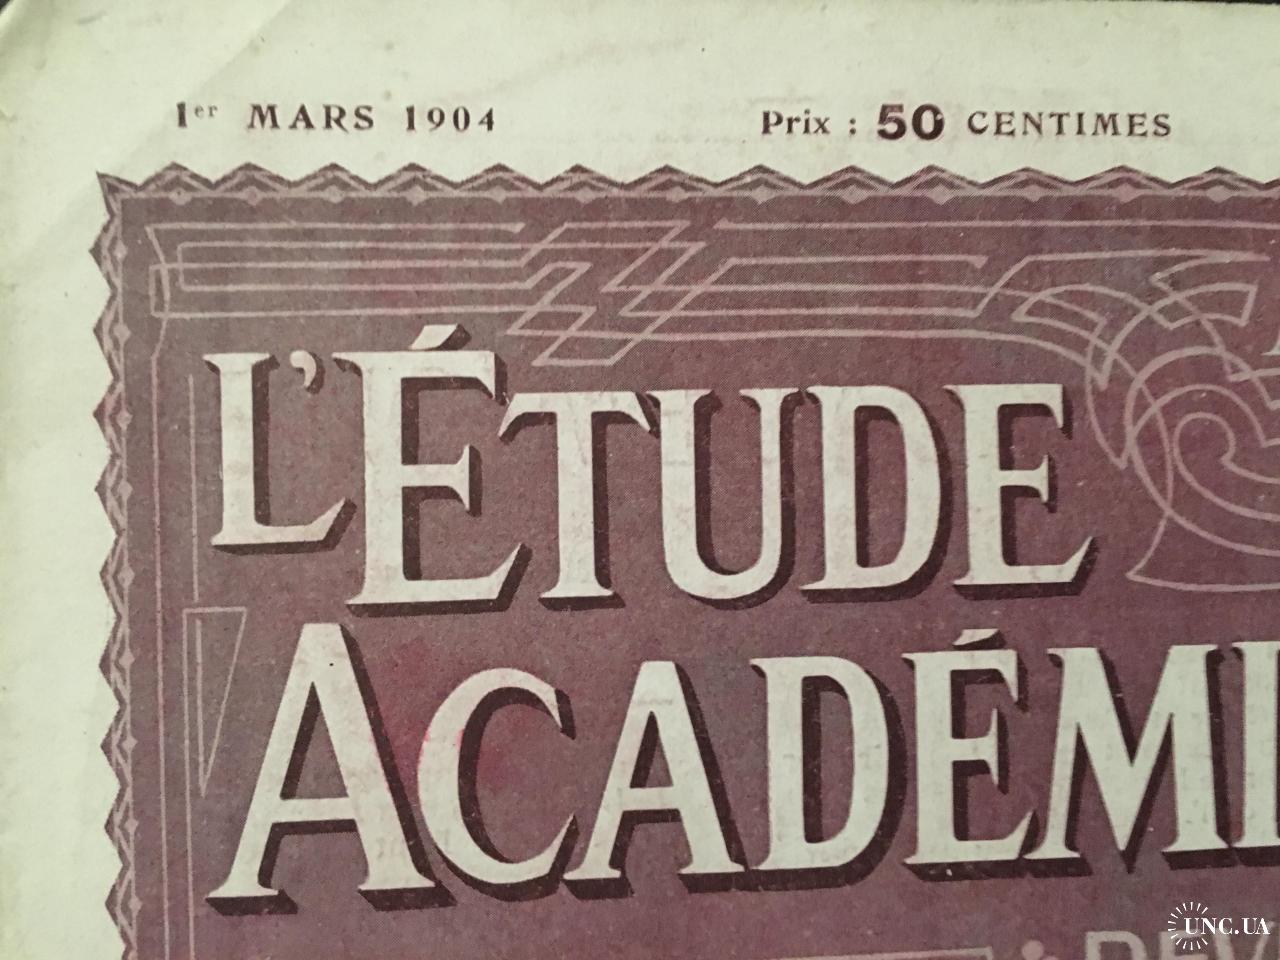 1er MARS 1904
Prix : 50 CENTIMES
L'ÉTUDE
ACADÉMI
UNC.UA